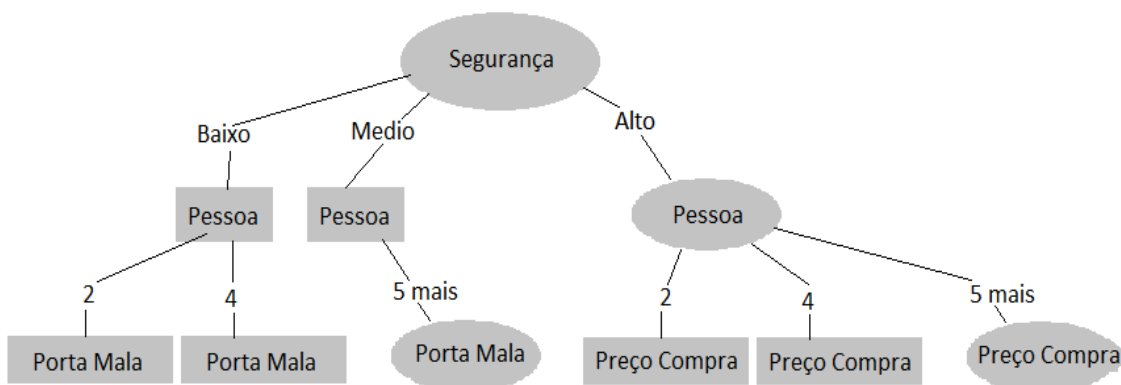 Segurança
Baixo
Medio
Alto
Pessoa
Pessoa
Pessoa
2
4
5 mais
2
4
5 mais
Porta Mala
Porta Mala
Porta Mala
Preço Compra
Preço Compra
Preço Compra